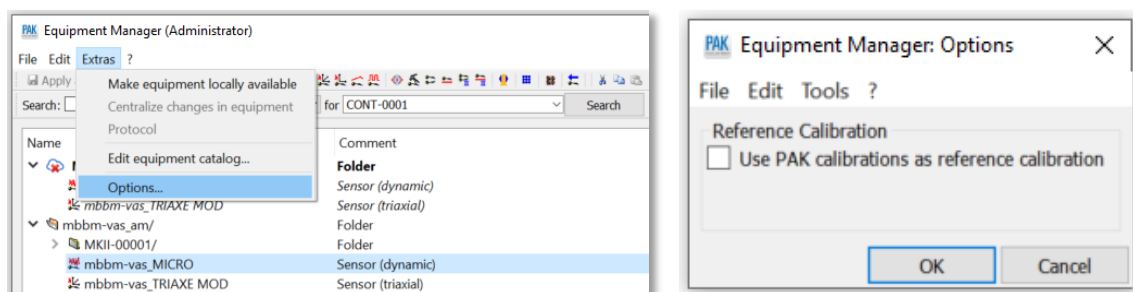 PAK Equipment Manager (Administrator)
File Edit Extras ?
Apply
Make equipment locally available
Search:
Centralize changes in equipment
for CONT-0001
Search
Protocol
Name
Comment
Edit equipment catalog...
Folder
Options...
Sensor (dynamic)
mbbm-vas_TRIAXE MOD
Sensor (triaxial)
mbbm-vas_am/
Folder
MKII-00001/
Folder
mbbm-vas_MICRO
Sensor (dynamic)
mbbm-vas_TRIAXE MOD
Sensor (triaxial)
PAK Equipment Manager: Options
File Edit Tools ?
Reference Calibration
Use PAK calibrations as reference calibration
OK
Cancel